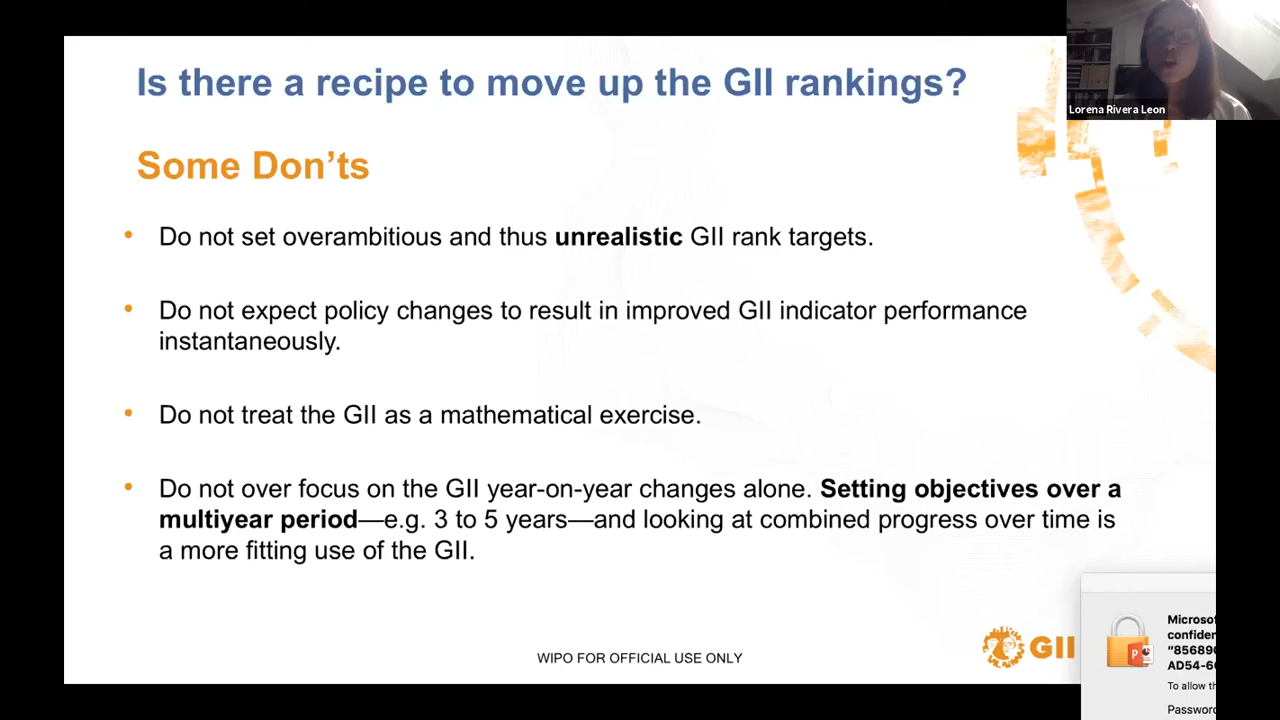 Is there a recipe to move up the GII rankings?
Lorena Rivera Leon
Some Don'ts
• Do not set overambitious and thus unrealistic GII rank targets.
• Do not expect policy changes to result in improved GII indicator performance
instantaneously.
• Do not treat the GII as a mathematical exercise.
• Do not over focus on the GII year-on-year changes alone. Setting objectives over a
multiyear period—e.g. 3 to 5 years—and looking at combined progress over time is
a more fitting use of the GII.
WIPO FOR OFFICIAL USE ONLY
GII
Microsof
confiden
"856890
AD54-60
To allow th
Password